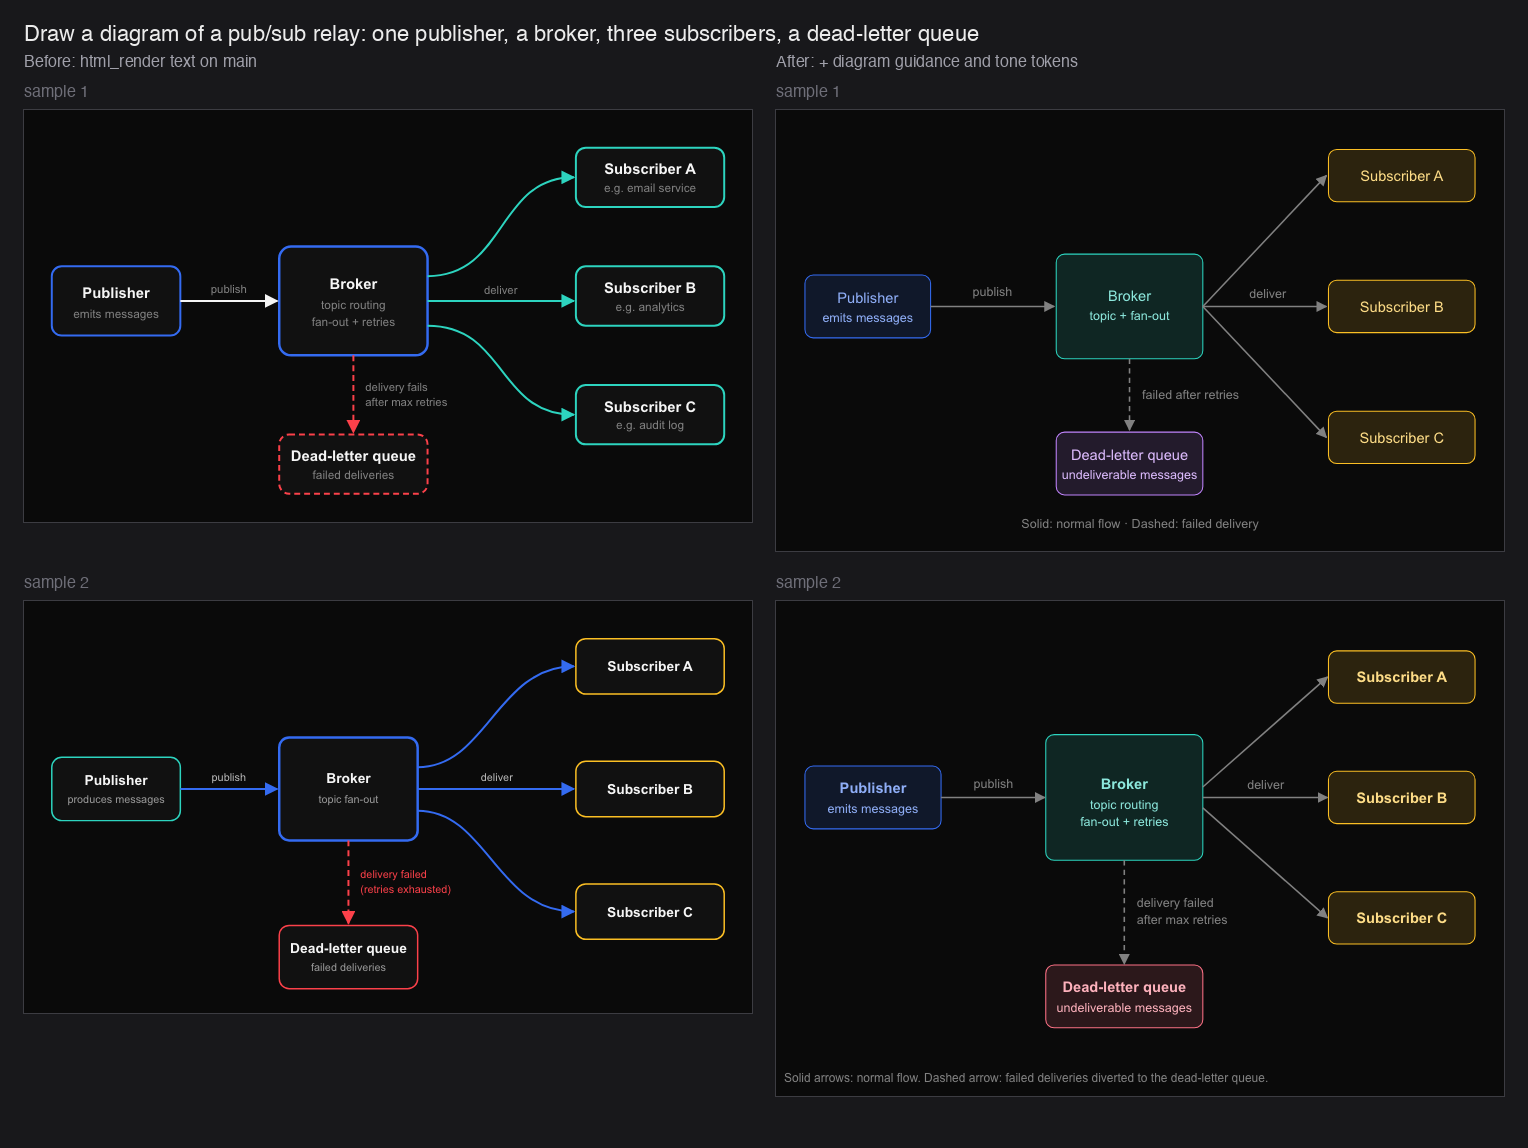 Draw a diagram of a pub/sub relay: one publisher, a broker, three subscribers, a dead-letter queue
Before: html_render text on main
After: + diagram guidance and tone tokens
sample 1
Subscriber A
e.g. email service
Publisher
emits messages
publish
Broker
topic routing
fan-out + retries
deliver
Subscriber B
e.g. analytics
delivery fails
after max retries
Subscriber C
e.g. audit log
Dead-letter queue
failed deliveries
sample 1
Subscriber A
Publisher
emits messages
publish
Broker
topic + fan-out
deliver
Subscriber B
failed after retries
Subscriber C
Dead-letter queue
undeliverable messages
Solid: normal flow · Dashed: failed delivery
sample 2
Subscriber A
Publisher
produces messages
publish
Broker
topic fan-out
deliver
Subscriber B
delivery failed
(retries exhausted)
Subscriber C
Dead-letter queue
failed deliveries
sample 2
Subscriber A
Publisher
emits messages
publish
Broker
topic routing
fan-out + retries
deliver
Subscriber B
delivery failed
after max retries
Subscriber C
Dead-letter queue
undeliverable messages
Solid arrows: normal flow. Dashed arrow: failed deliveries diverted to the dead-letter queue.